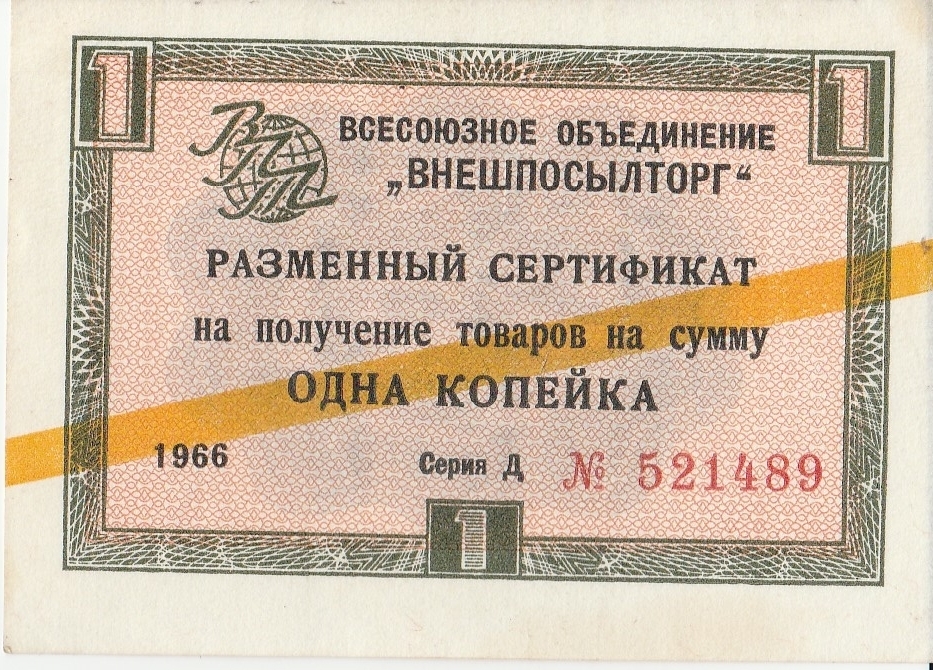 1 1
ВПТ
ВСЕСОЮЗНОЕ ОБЪЕДИНЕНИЕ
„ВНЕШПОСЫЛТОРГ“
РАЗМЕННЫЙ СЕРТИФИКАТ
на получение товаров на сумму
ОДНА КОПЕЙКА
1966 Серия Д № 521489
1